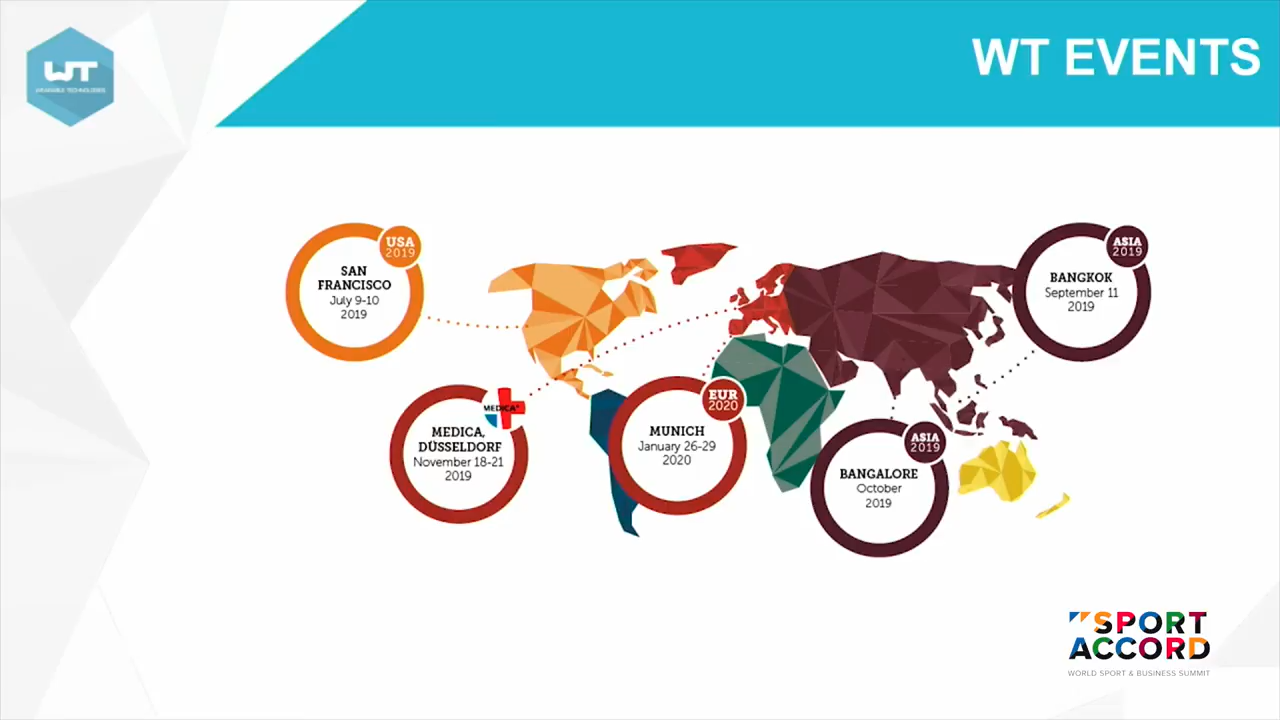 WT
WEARABLE TECHNOLOGIES
WT EVENTS
USA
2019
SAN
FRANCISCO
July 9-10
2019
ASIA
2019
BANGKOK
September 11
2019
MEDICA
MEDICA,
DÜSSELDORF
November 18-21
2019
EUR
2020
MUNICH
January 26-29
2020
ASIA
2019
BANGALORE
October
2019
SPORT
ACCORD
WORLD SPORT & BUSINESS SUMMIT